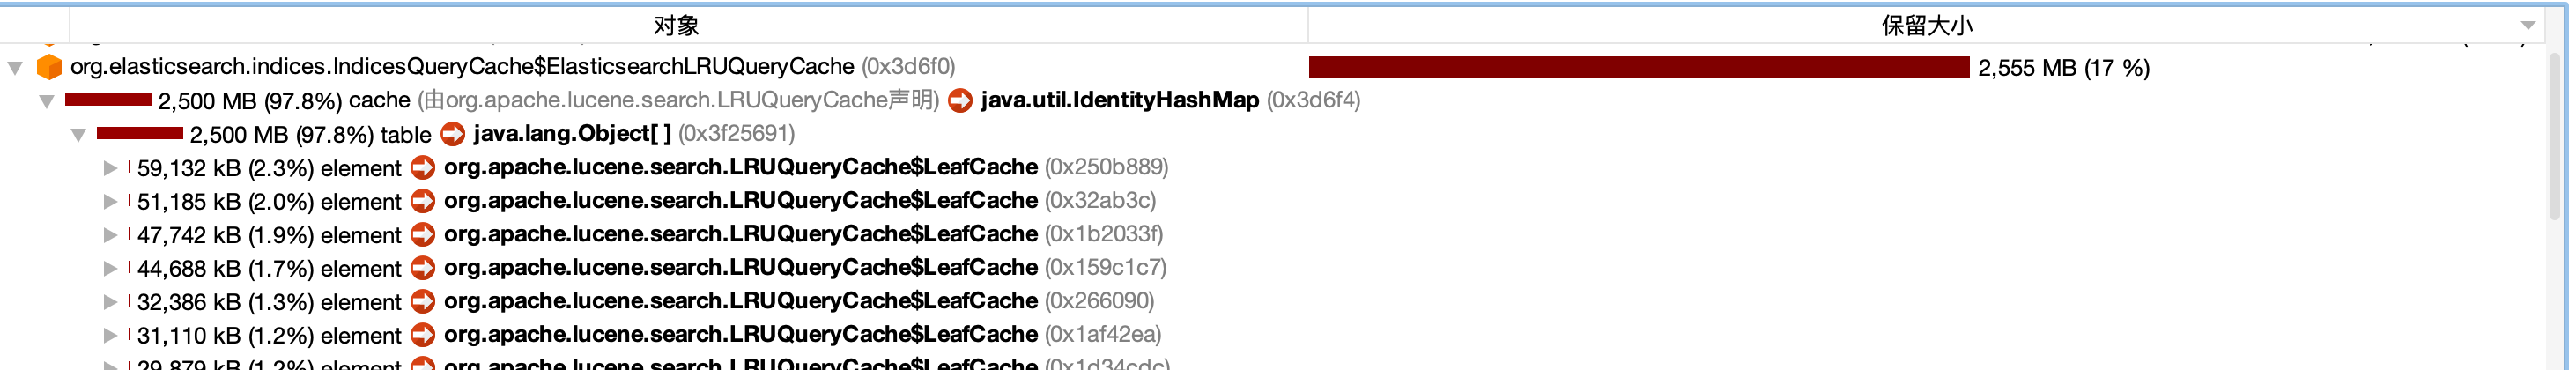 对象 保留大小
org.elasticsearch.indices.IndicesQueryCache$ElasticsearchLRUQueryCache (0x3d6f0) 2,555 MB (17 %)
2,500 MB (97.8%) cache (由org.apache.lucene.search.LRUQueryCache声明) java.util.IdentityHashMap (0x3d6f4)
2,500 MB (97.8%) table java.lang.Object[ ] (0x3f25691)
59,132 kB (2.3%) element org.apache.lucene.search.LRUQueryCache$LeafCache (0x250b889)
51,185 kB (2.0%) element org.apache.lucene.search.LRUQueryCache$LeafCache (0x32ab3c)
47,742 kB (1.9%) element org.apache.lucene.search.LRUQueryCache$LeafCache (0x1b2033f)
44,688 kB (1.7%) element org.apache.lucene.search.LRUQueryCache$LeafCache (0x159c1c7)
32,386 kB (1.3%) element org.apache.lucene.search.LRUQueryCache$LeafCache (0x266090)
31,110 kB (1.2%) element org.apache.lucene.search.LRUQueryCache$LeafCache (0x1af42ea)
29,879 kB (1.2%) element org.apache.lucene.search.LRUQueryCache$LeafCache (0x1d34cdc)